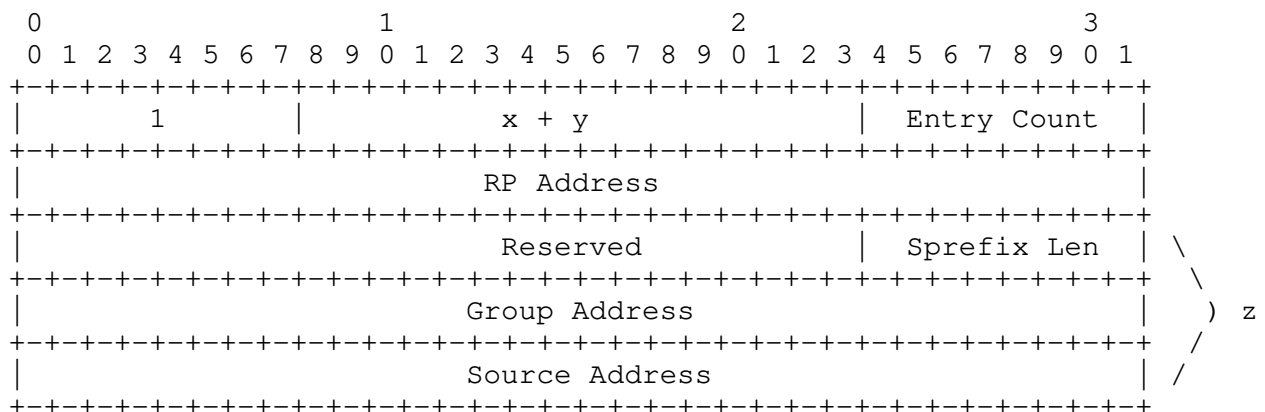 0                   1                   2                   3
 0 1 2 3 4 5 6 7 8 9 0 1 2 3 4 5 6 7 8 9 0 1 2 3 4 5 6 7 8 9 0 1
+-+-+-+-+-+-+-+-+-+-+-+-+-+-+-+-+-+-+-+-+-+-+-+-+-+-+-+-+-+-+-+-+
|       1       |           x + y               |  Entry Count  |
+-+-+-+-+-+-+-+-+-+-+-+-+-+-+-+-+-+-+-+-+-+-+-+-+-+-+-+-+-+-+-+-+
|                          RP Address                           |
+-+-+-+-+-+-+-+-+-+-+-+-+-+-+-+-+-+-+-+-+-+-+-+-+-+-+-+-+-+-+-+-+
|                           Reserved            |  Sprefix Len  | \
+-+-+-+-+-+-+-+-+-+-+-+-+-+-+-+-+-+-+-+-+-+-+-+-+-+-+-+-+-+-+-+-+  \
|                         Group Address                         |   ) z
+-+-+-+-+-+-+-+-+-+-+-+-+-+-+-+-+-+-+-+-+-+-+-+-+-+-+-+-+-+-+-+-+  /
|                         Source Address                        | /
+-+-+-+-+-+-+-+-+-+-+-+-+-+-+-+-+-+-+-+-+-+-+-+-+-+-+-+-+-+-+-+-+